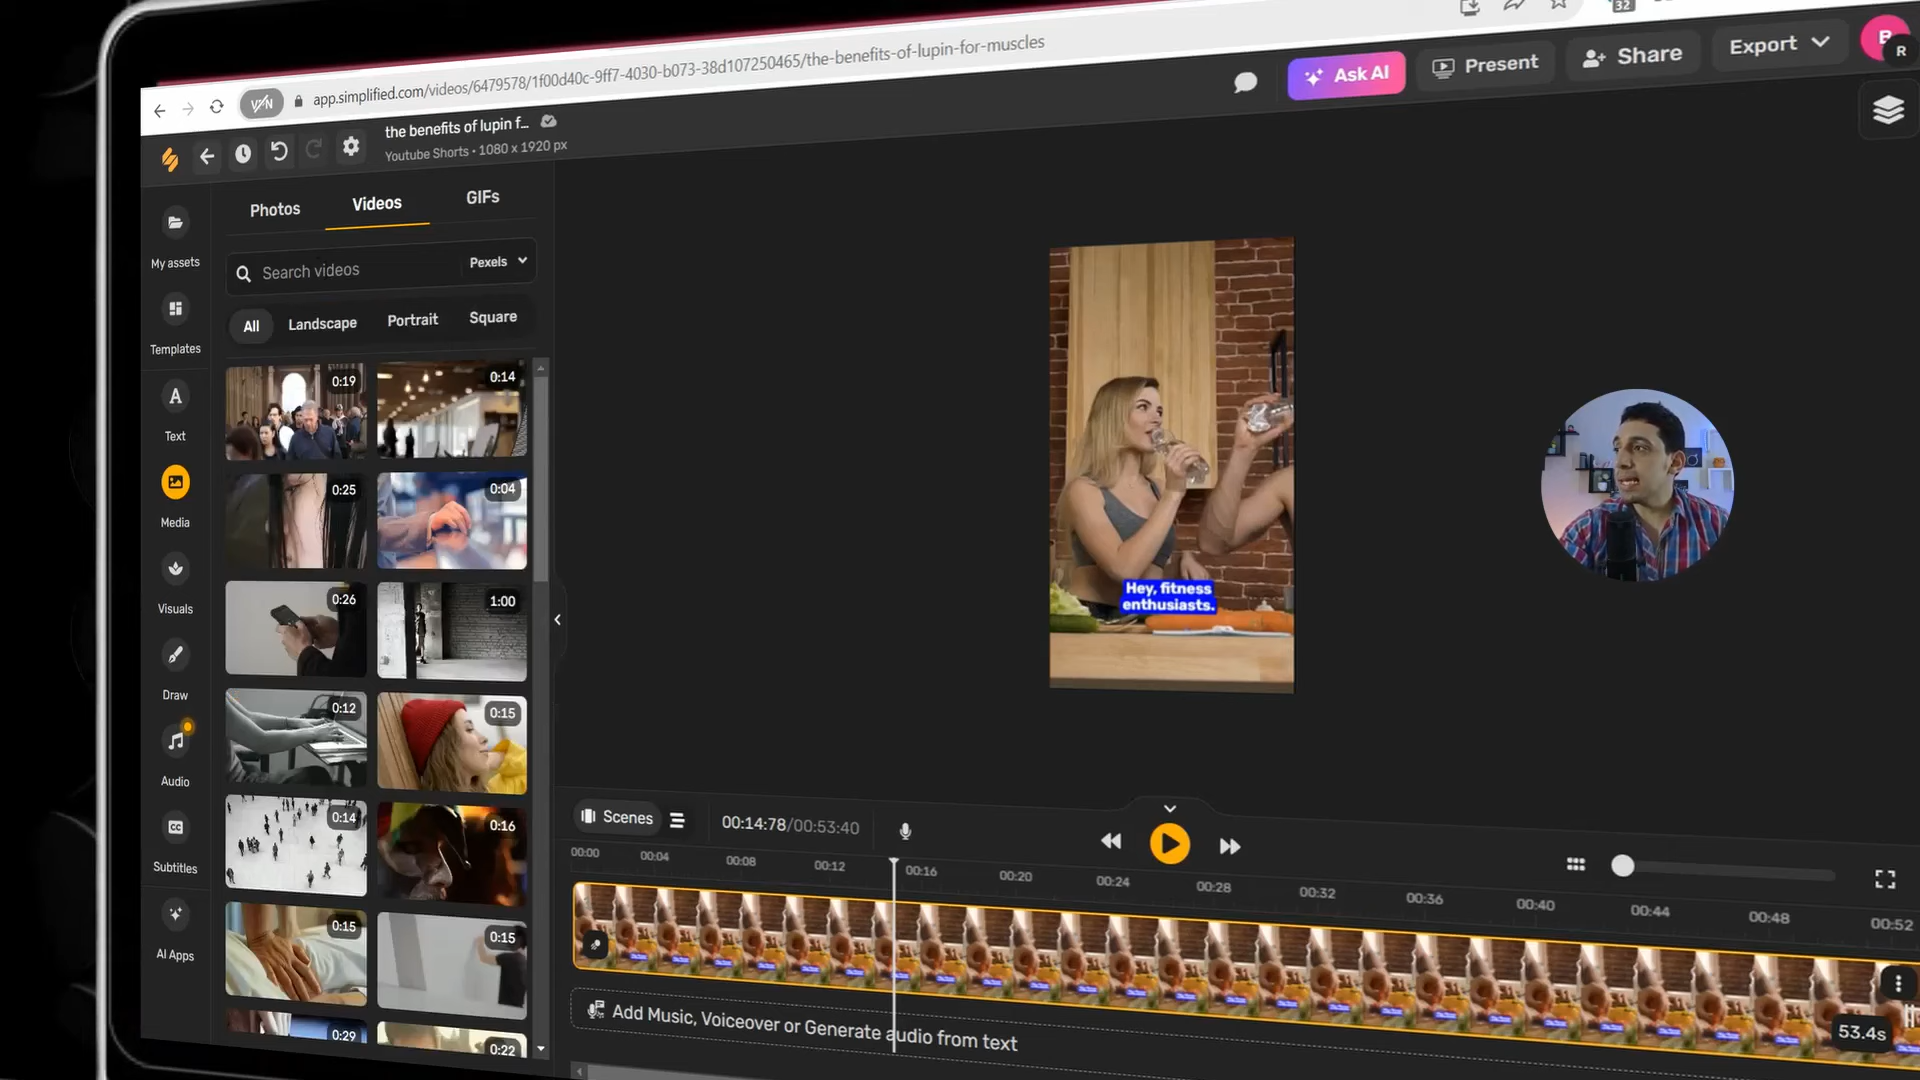 app.simplified.com/videos/6479578/1f00d40c-9ff7-4030-b073-38d107250465/the-benefits-of-lupin-for-muscles
VPN
32
the benefits of lupin f...
Youtube Shorts • 1080 x 1920 px
Ask AI
Present
Share
Export
R
My assets
Templates
Text
Media
Visuals
Draw
Audio
Subtitles
AI Apps
Photos
Videos
GIFs
Search videos
Pexels
All
Landscape
Portrait
Square
0:19
0:14
0:25
0:04
0:26
1:00
0:12
0:15
0:14
0:16
0:15
0:15
0:29
0:22
Hey, fitness
enthusiasts.
Scenes
00:14:78/00:53:40
00:00
00:04
00:08
00:12
00:16
00:20
00:24
00:28
00:32
00:36
00:40
00:44
00:48
00:52
53.4s
Add Music, Voiceover or Generate audio from text